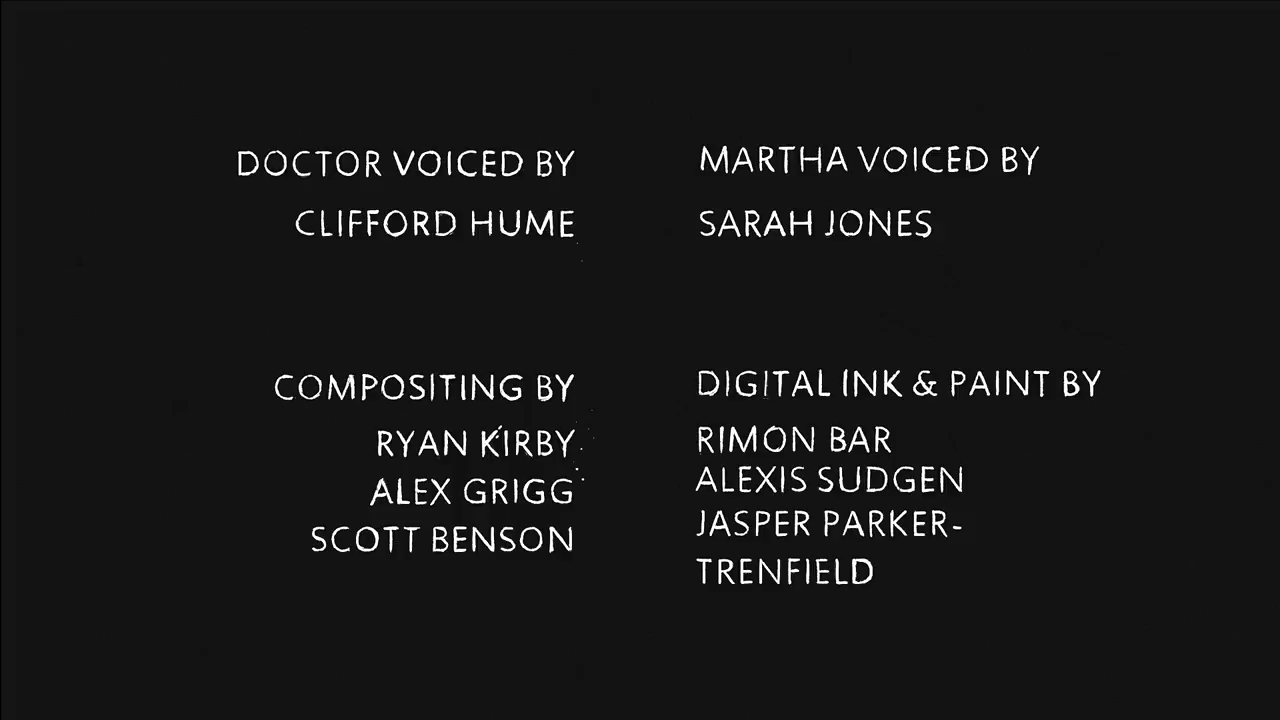 DOCTOR VOICED BY
CLIFFORD HUME
MARTHA VOICED BY
SARAH JONES
COMPOSITING BY
RYAN KIRBY
ALEX GRIGG
SCOTT BENSON
DIGITAL INK & PAINT BY
RIMON BAR
ALEXIS SUDGEN
JASPER PARKER-
TRENFIELD